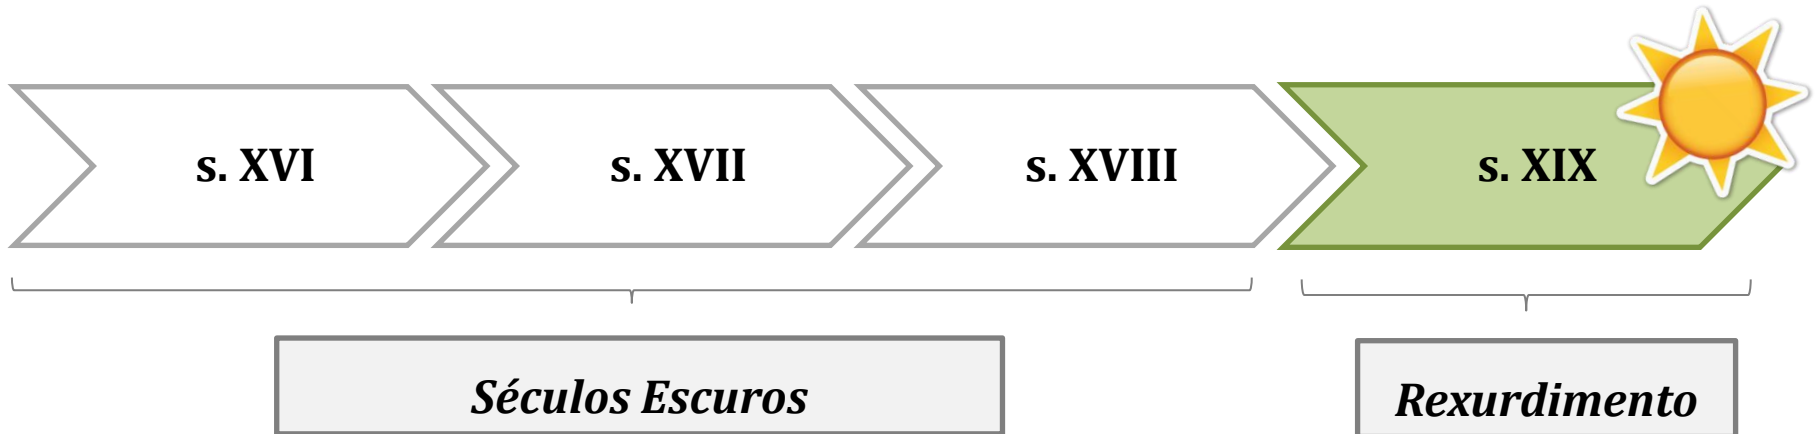 s. XVI
s. XVII
s. XVIII
s. XIX
Séculos Escuros
Rexurdimento